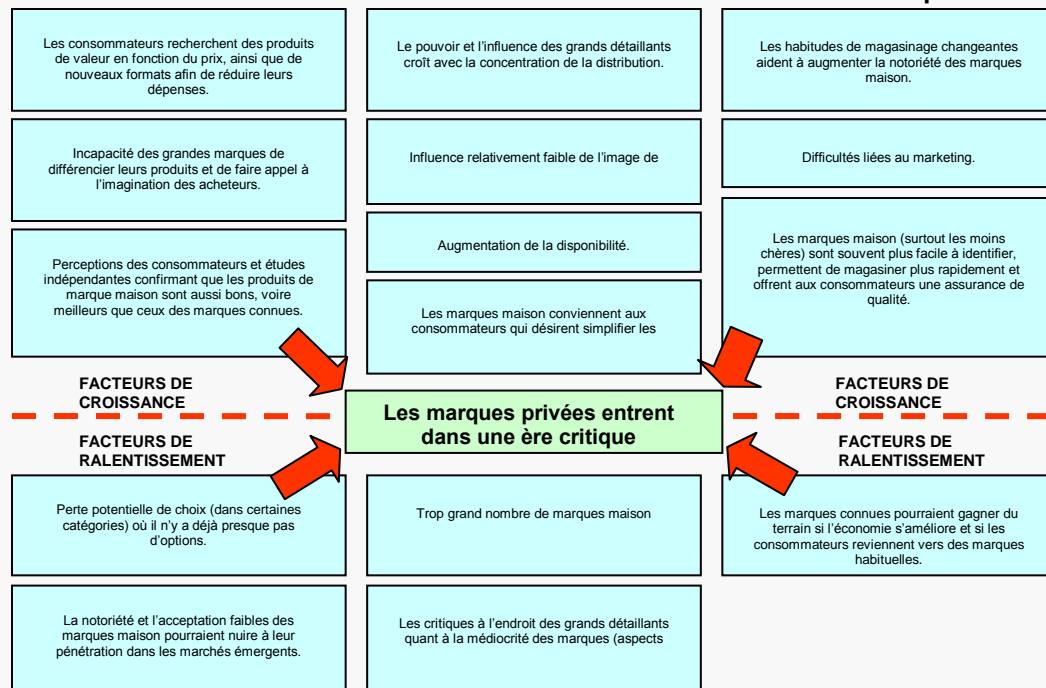 Les consommateurs recherchent des produits
de valeur en fonction du prix, ainsi que de
nouveaux formats afin de réduire leurs
dépenses.
Le pouvoir et l'influence des grands détaillants
croît avec la concentration de la distribution.
Les habitudes de magasinage changeantes
aident à augmenter la notoriété des marques
maison.
Incapacité des grandes marques de
différencier leurs produits et de faire appel à
l'imagination des acheteurs.
Influence relativement faible de l'image de
Difficultés liées au marketing.
Perceptions des consommateurs et études
indépendantes confirmant que les produits de
marque maison sont aussi bons, voire
meilleurs que ceux des marques connues.
Augmentation de la disponibilité.
Les marques maison conviennent aux
consommateurs qui désirent simplifier les
Les marques maison (surtout les moins
chères) sont souvent plus facile à identifier,
permettent de magasiner plus rapidement et
offrent aux consommateurs une assurance de
qualité.
FACTEURS DE
CROISSANCE
FACTEURS DE
CROISSANCE
Les marques privées entrent
dans une ère critique
FACTEURS DE
RALENTISSEMENT
FACTEURS DE
RALENTISSEMENT
Perte potentielle de choix (dans certaines
catégories) où il n'y a déjà presque pas
d'options.
Trop grand nombre de marques maison
Les marques connues pourraient gagner du
terrain si l'économie s'améliore et si les
consommateurs reviennent vers des marques
habituelles.
La notoriété et l'acceptation faibles des
marques maison pourraient nuire à leur
pénétration dans les marchés émergents.
Les critiques à l'endroit des grands détaillants
quant à la médiocrité des marques (aspects